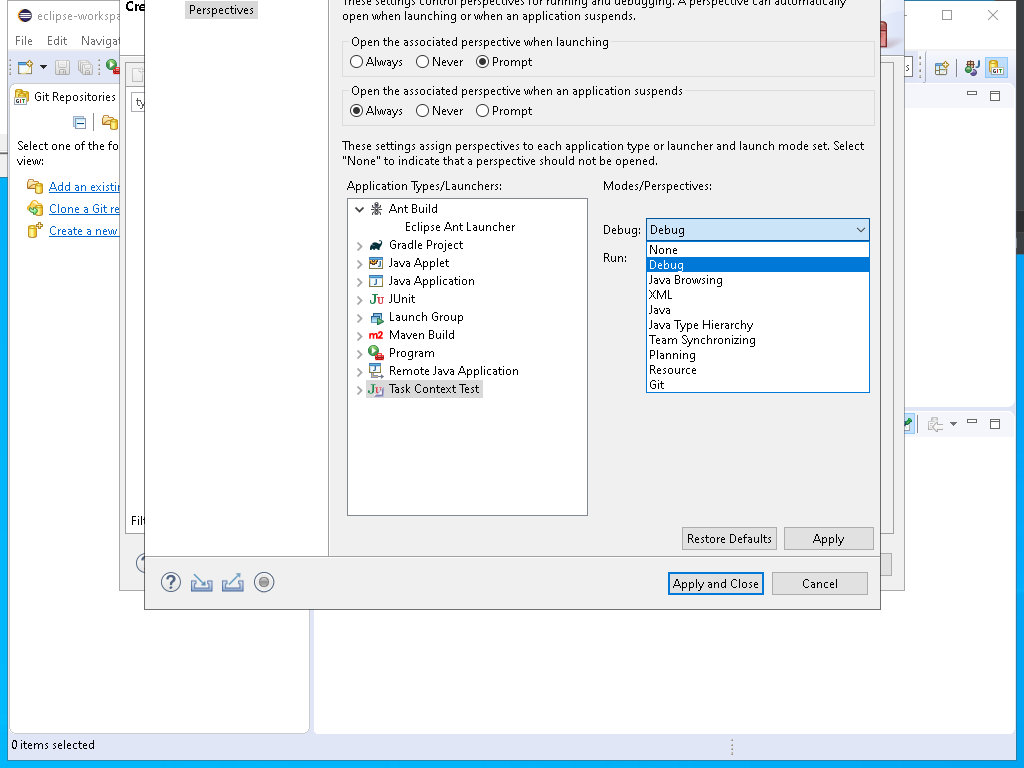 eclipse-workspa
Cre
Perspectives
These settings control perspectives for running and debugging. A perspective can automatically
open when launching or when an application suspends.
File Edit Navigat
Open the associated perspective when launching
Always Never Prompt
Open the associated perspective when an application suspends
Always Never Prompt
Git Repositories
ty
s
GIT
Select one of the fo
view:
Add an existin
Clone a Git re
Create a new
These settings assign perspectives to each application type or launcher and launch mode set. Select
"None" to indicate that a perspective should not be opened.
Application Types/Launchers:
Modes/Perspectives:
Ant Build
Eclipse Ant Launcher
Gradle Project
Java Applet
Java Application
JUnit
Launch Group
Maven Build
Program
Remote Java Application
Task Context Test
Debug: Debug
Run:
None
Debug
Java Browsing
XML
Java
Java Type Hierarchy
Team Synchronizing
Planning
Resource
Git
Filt
Restore Defaults
Apply
Apply and Close
Cancel
0 items selected